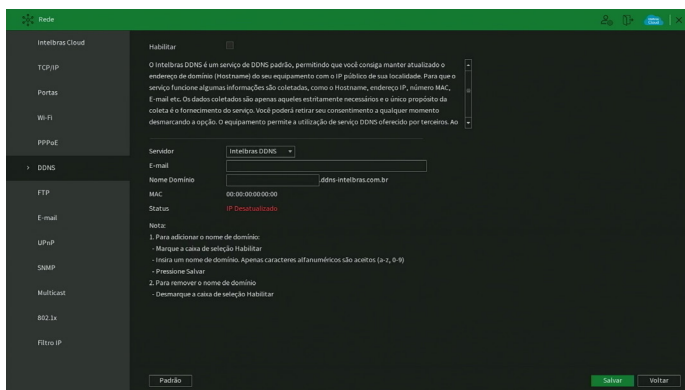 Rede
Intelbras Cloud
TCP/IP
Portas
Wi-Fi
PPPoE
DDNS
FTP
E-mail
UPnP
SNMP
Multicast
802.1x
Filtro IP
Habilitar
O Intelbras DDNS é um serviço de DDNS padrão, permitindo que você consiga manter atualizado o
endereço de domínio (Hostname) do seu equipamento com o IP público de sua localidade. Para que o
serviço funcione algumas informações são coletadas, como o Hostname, endereço IP, número MAC,
E-mail etc. Os dados coletados são apenas aqueles estritamente necessários e o único propósito da
coleta é o fornecimento do serviço. Você poderá retirar seu consentimento a qualquer momento
desmarcando a opção. O equipamento permite a utilização de serviço DDNS oferecido por terceiros. Ao
Servidor Intelbras DDNS
E-mail
Nome Domínio .ddns-intelbras.com.br
MAC 00:00:00:00:00:00
Status IP Desatualizado
Nota:
1. Para adicionar o nome de domínio:
- Marque a caixa de seleção Habilitar
- Insira um nome de domínio. Apenas caracteres alfanuméricos são aceitos (a-z, 0-9)
- Pressione Salvar
2. Para remover o nome de domínio
- Desmarque a caixa de seleção Habilitar
Padrão Salvar Voltar